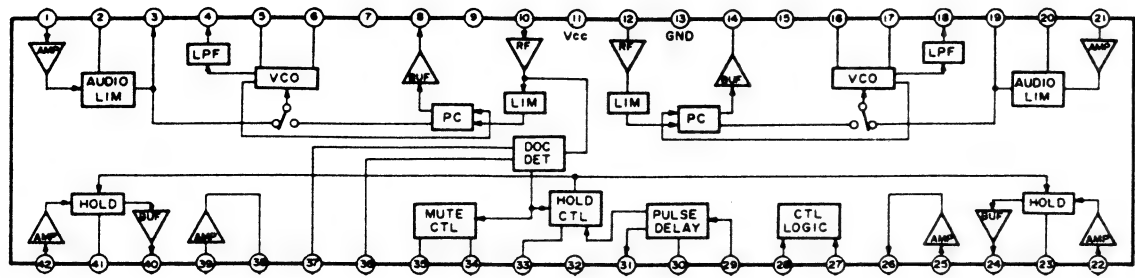 1 2 3 4 5 6 7 8 9 10 11 12 13 14 15 16 17 18 19 20 21
Vcc GND
AMP LPF BUF RF RF BUF LPF AMP
AUDIO LIM
VCO
PC
LIM
LIM
PC
VCO
AUDIO LIM
DOC DET
HOLD
AMP
BUF
AMP
MUTE CTL
HOLD CTL
PULSE DELAY
CTL LOGIC
AMP
BUF
HOLD
AMP
42 41 40 39 38 37 36 35 34 33 32 31 30 29 28 27 26 25 24 23 22